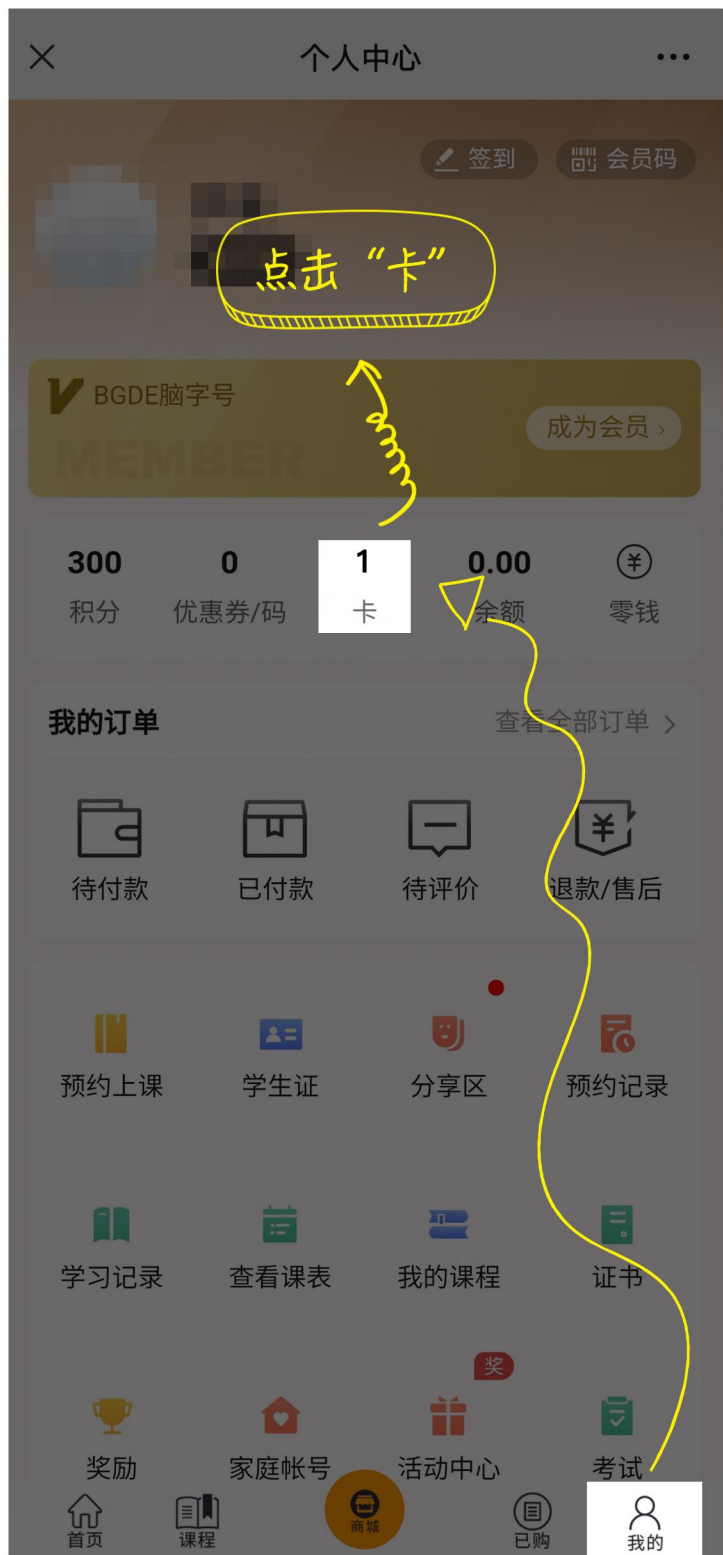 个人中心
签到 会员码
点击“卡”
BGDE脑字号
成为会员
MEMBER
300 0 1 0.00
积分 优惠券/码 卡 余额 零钱
我的订单 查看全部订单
待付款 已付款 待评价 退款/售后
预约上课 学生证 分享区 预约记录
学习记录 查看课表 我的课程 证书
奖
奖励 家庭帐号 活动中心 考试
首页 课程 商城 已购 我的